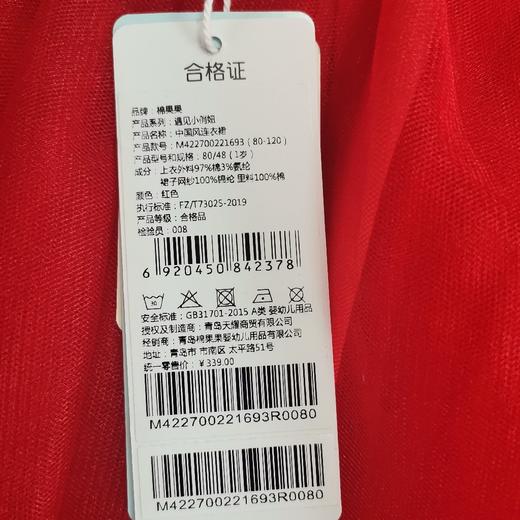 合格证
品牌：棉果果
产品系列：遇见小俏妞
产品名称：中国风连衣裙
产品款号：M422700221693（80-120）
产品型号和规格：80/48（1岁）
成分：上衣外料97%棉3%氨纶
裙子网纱100%棉纶 里料100%棉
颜色：红色
执行标准：FZ/T73025-2019
产品等级：合格品
检验员：008
6 920450 842378
安全标准：GB31701-2015 A类 婴幼儿用品
授权及制造商：青岛天耀商贸有限公司
经销商：青岛棉果果婴幼儿用品有限公司
地址：青岛市 市南区 太平路51号
统一零售价：￥339.00
M422700221693R0080
M422700221693R0080